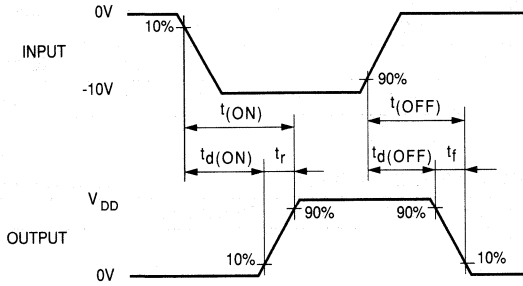 0V
10%
INPUT
90%
-10V
t(ON)
t(OFF)
td(ON)
tr
td(OFF)
tf
VDD
90%
90%
OUTPUT
10%
10%
0V